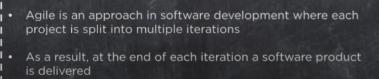 • Agile is an approach in software development where each
project is split into multiple iterations
• As a result, at the end of each iteration a software product
is delivered